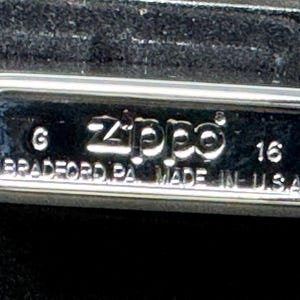 G zippo® 16
BRADFORD, PA. MADE IN U.S.A